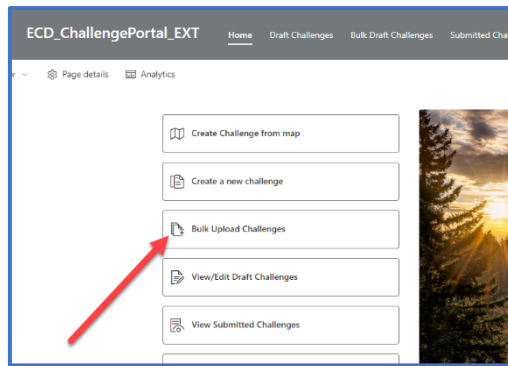 ECD_ChallengePortal_EXT Home Draft Challenges Bulk Draft Challenges Submitted
Page details Analytics
Create Challenge from map
Create a new challenge
Bulk Upload Challenges
View/Edit Draft Challenges
View Submitted Challenges